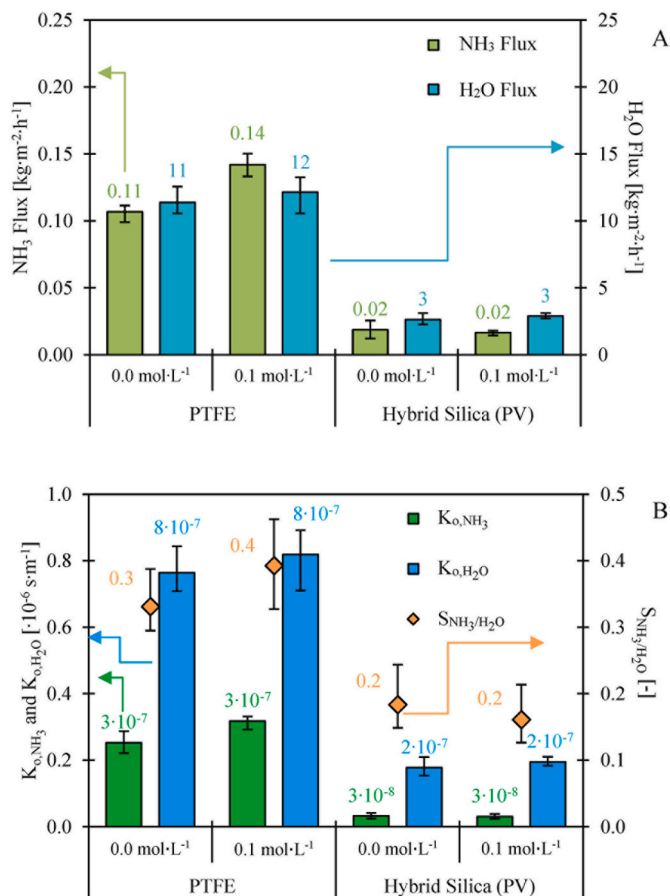 A
NH₃ Flux
H₂O Flux
0.25
0.20
0.15
0.10
0.05
0.00
NH₃ Flux [kg·m⁻²·h⁻¹]
25
20
15
10
5
0
H₂O Flux [kg·m⁻²·h⁻¹]
0.11
11
0.14
12
0.02
3
0.02
3
0.0 mol·L⁻¹
0.1 mol·L⁻¹
0.0 mol·L⁻¹
0.1 mol·L⁻¹
PTFE
Hybrid Silica (PV)
B
Kₒ,NH₃
Kₒ,H₂O
S NH₃/H₂O
1.0
0.8
0.6
0.4
0.2
0.0
Kₒ,NH₃ and Kₒ,H₂O [·10⁻⁶ s·m⁻¹]
0.5
0.4
0.3
0.2
0.1
0.0
S NH₃/H₂O [-]
0.3
8·10⁻⁷
3·10⁻⁷
0.4
8·10⁻⁷
3·10⁻⁷
0.2
2·10⁻⁷
3·10⁻⁸
0.2
2·10⁻⁷
3·10⁻⁸
0.0 mol·L⁻¹
0.1 mol·L⁻¹
0.0 mol·L⁻¹
0.1 mol·L⁻¹
PTFE
Hybrid Silica (PV)